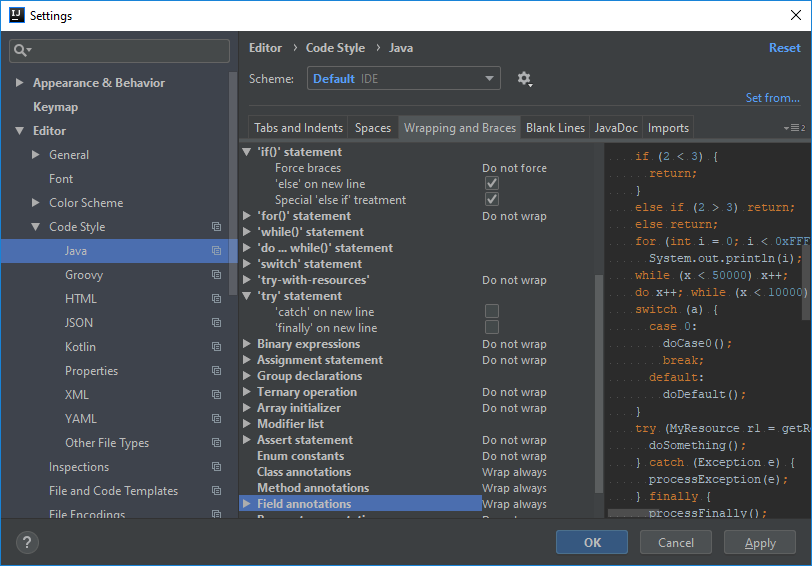 Settings
Editor › Code Style › Java Reset
Scheme: Default IDE
Set from...
Appearance & Behavior
Keymap
Editor
General
Font
Color Scheme
Code Style
Java
Groovy
HTML
JSON
Kotlin
Properties
XML
YAML
Other File Types
Inspections
File and Code Templates
File Encodings
Tabs and Indents Spaces Wrapping and Braces Blank Lines JavaDoc Imports 2
'if()' statement
Force braces Do not force
'else' on new line
Special 'else if' treatment
'for()' statement Do not wrap
'while()' statement
'do ... while()' statement
'switch' statement
'try-with-resources' Do not wrap
'try' statement
'catch' on new line
'finally' on new line
Binary expressions Do not wrap
Assignment statement Do not wrap
Group declarations
Ternary operation Do not wrap
Array initializer Do not wrap
Modifier list
Assert statement Do not wrap
Enum constants Do not wrap
Class annotations Wrap always
Method annotations Wrap always
Field annotations Wrap always
if (2 < 3) {
return;
}
else if (2 > 3) return;
else return;
for (int i = 0; i < 0xFFF
System.out.println(i);
while (x < 50000) x++;
do x++; while (x < 10000)
switch (a) {
case 0:
doCase0();
break;
default:
doDefault();
}
try (MyResource r1 = getR
doSomething();
} catch (Exception e) {
processException(e);
} finally {
processFinally();
? OK Cancel Apply